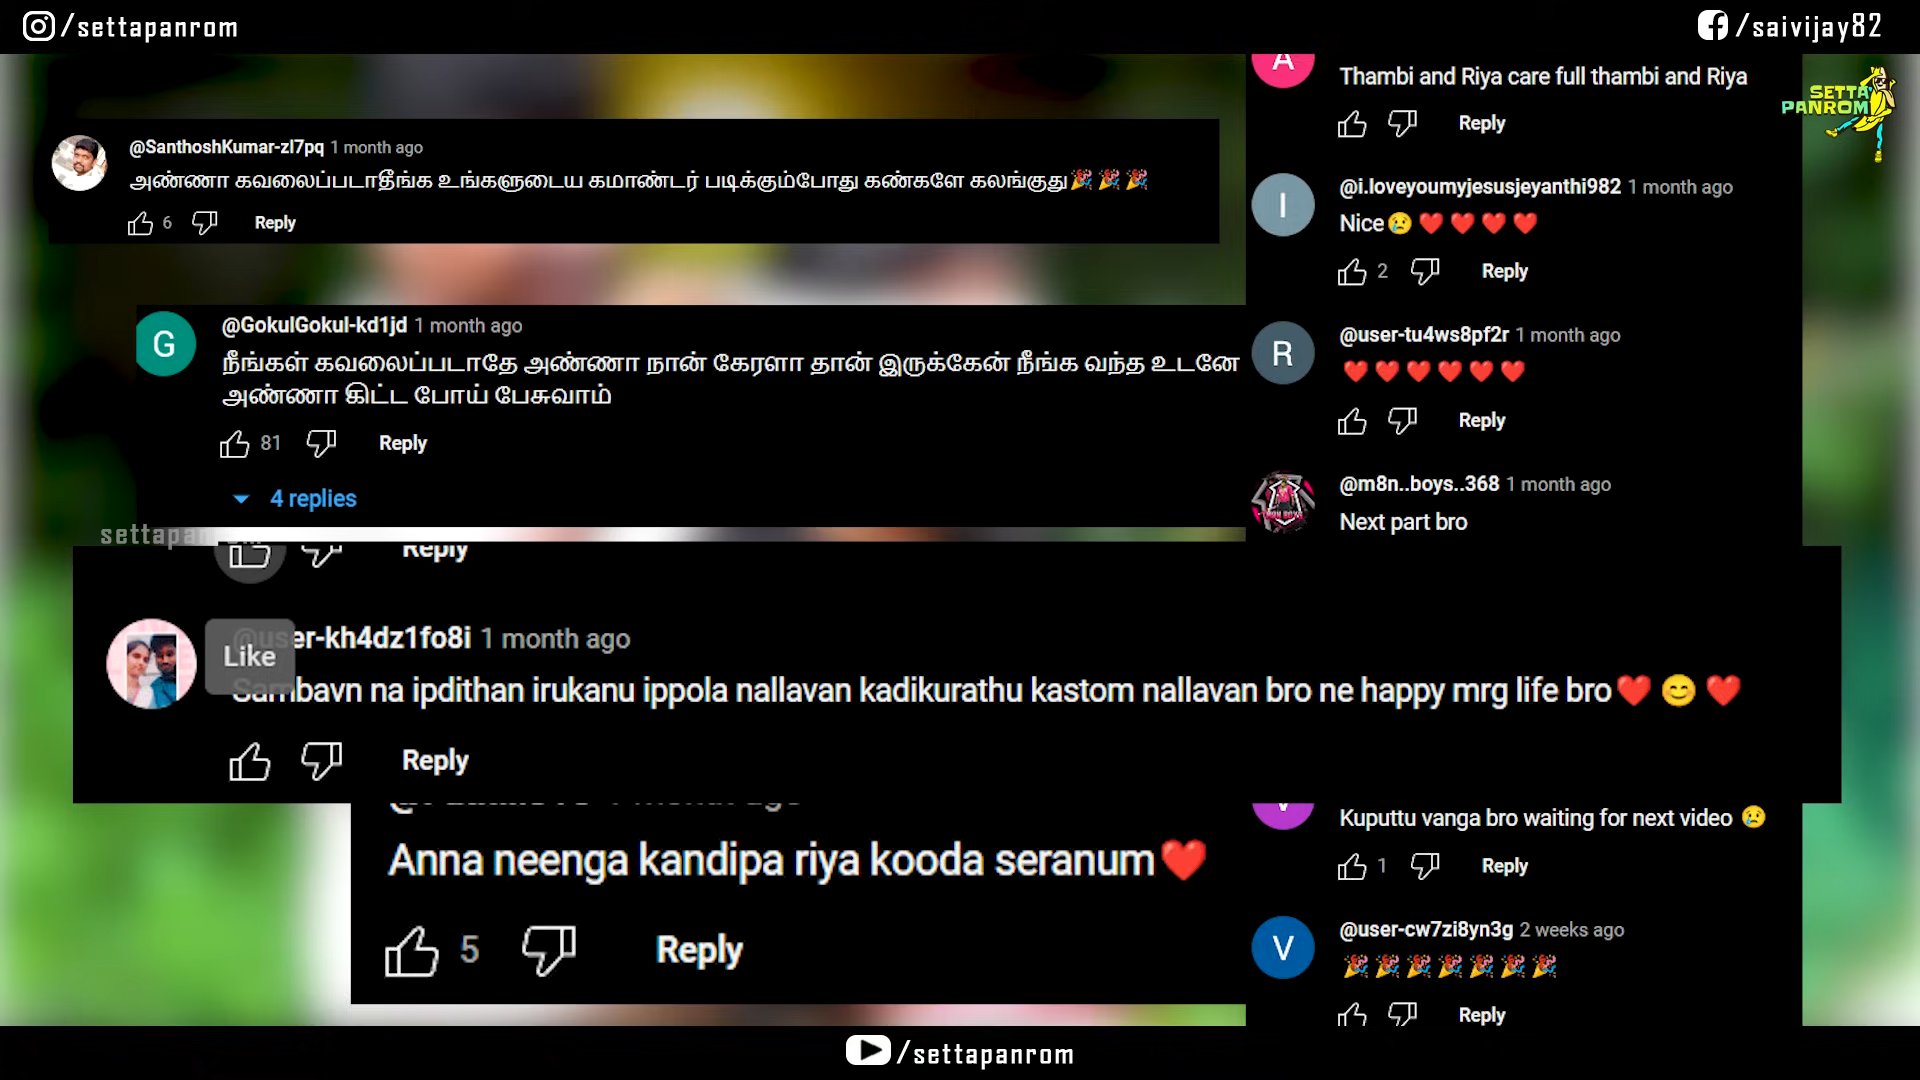 /settapanrom
/saivijay82
SETTA
PANROM
@SanthoshKumar-zl7pq 1 month ago
அண்ணா கவலைப்படாதீங்க உங்களுடைய கமாண்டர் படிக்கும்போது கண்களே கலங்குது🎉🎉🎉
6 Reply
@GokulGokul-kd1jd 1 month ago
நீங்கள் கவலைப்படாதே அண்ணா நான் கேரளா தான் இருக்கேன் நீங்க வந்த உடனே
அண்ணா கிட்ட போய் பேசுவாம்
81 Reply
4 replies
Reply
Like
@user-kh4dz1fo8i 1 month ago
Sambavn na ipdithan irukanu ippola nallavan kadikurathu kastom nallavan bro ne happy mrg life bro❤️😊❤️
Reply
Anna neenga kandipa riya kooda seranum❤️
5 Reply
A
Thambi and Riya care full thambi and Riya
Reply
I
@i.loveyoumyjesusjeyanthi982 1 month ago
Nice😢❤️❤️❤️❤️
2 Reply
R
@user-tu4ws8pf2r 1 month ago
❤️❤️❤️❤️❤️❤️
Reply
@m8n..boys..368 1 month ago
Next part bro
Kuputtu vanga bro waiting for next video 😢
1 Reply
V
@user-cw7zi8yn3g 2 weeks ago
🎉🎉🎉🎉🎉🎉🎉
Reply
G
/settapanrom